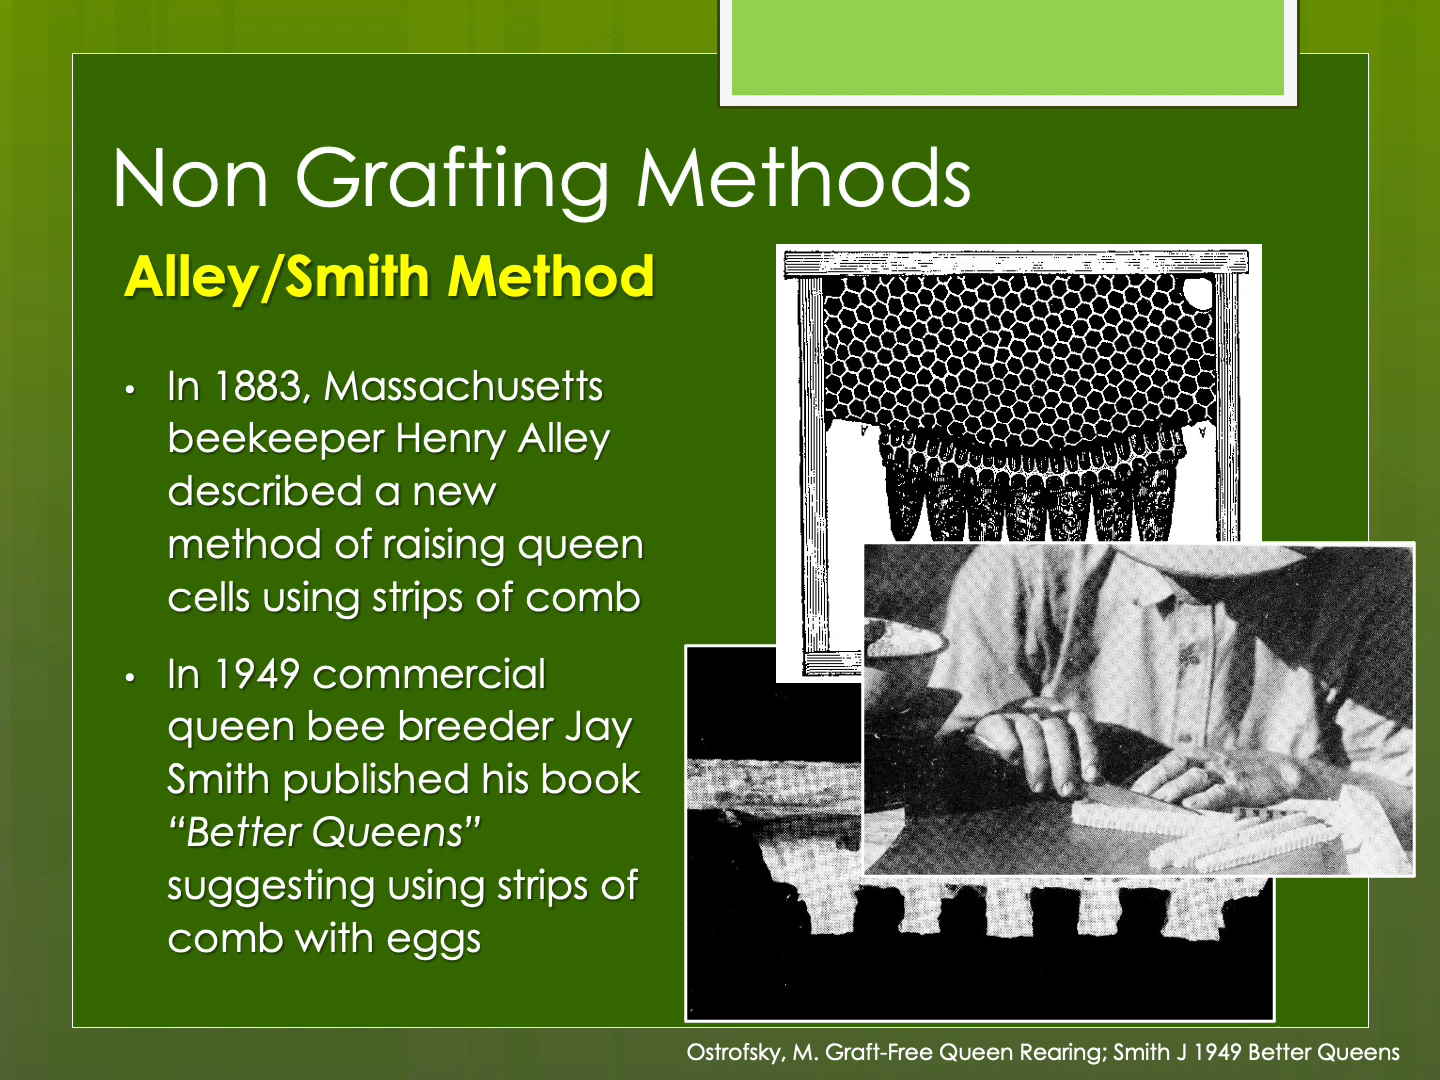 Non Grafting Methods
Alley/Smith Method
• In 1883, Massachusetts
beekeeper Henry Alley
described a new
method of raising queen
cells using strips of comb
• In 1949 commercial
queen bee breeder Jay
Smith published his book
“Better Queens”
suggesting using strips of
comb with eggs
Ostrofsky, M. Graft-Free Queen Rearing; Smith J 1949 Better Queens